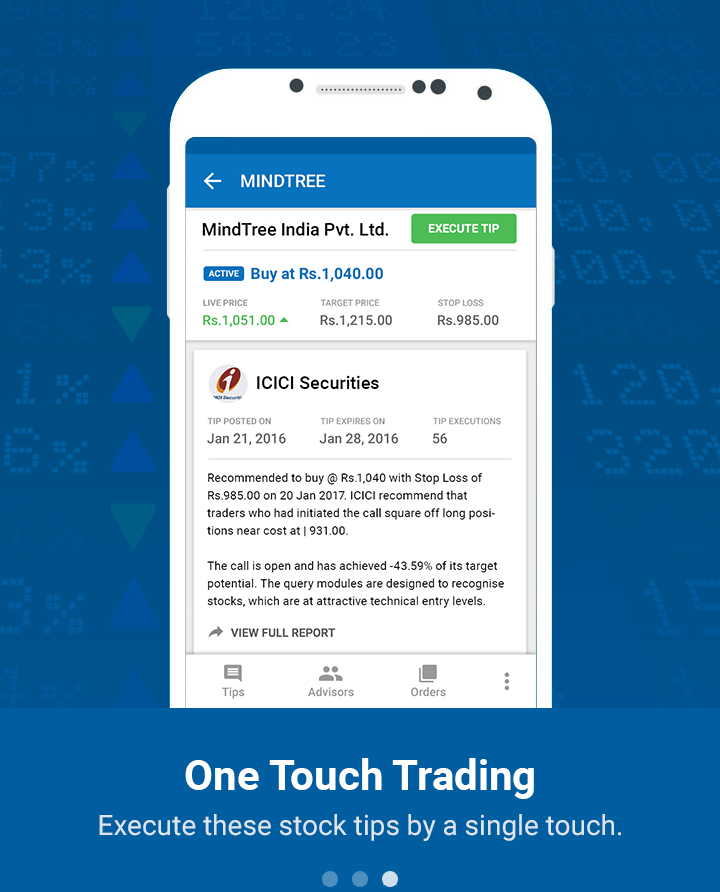 MINDTREE
MindTree India Pvt. Ltd.
EXECUTE TIP
ACTIVE Buy at Rs.1,040.00
LIVE PRICE TARGET PRICE STOP LOSS
Rs.1,051.00 Rs.1,215.00 Rs.985.00
ICICI Securities
TIP POSTED ON TIP EXPIRES ON TIP EXECUTIONS
Jan 21, 2016 Jan 28, 2016 56
Recommended to buy @ Rs.1,040 with Stop Loss of
Rs.985.00 on 20 Jan 2017. ICICI recommend that
traders who had initiated the call square off long posi-
tions near cost at | 931.00.
The call is open and has achieved -43.59% of its target
potential. The query modules are designed to recognise
stocks, which are at attractive technical entry levels.
VIEW FULL REPORT
Tips Advisors Orders
One Touch Trading
Execute these stock tips by a single touch.